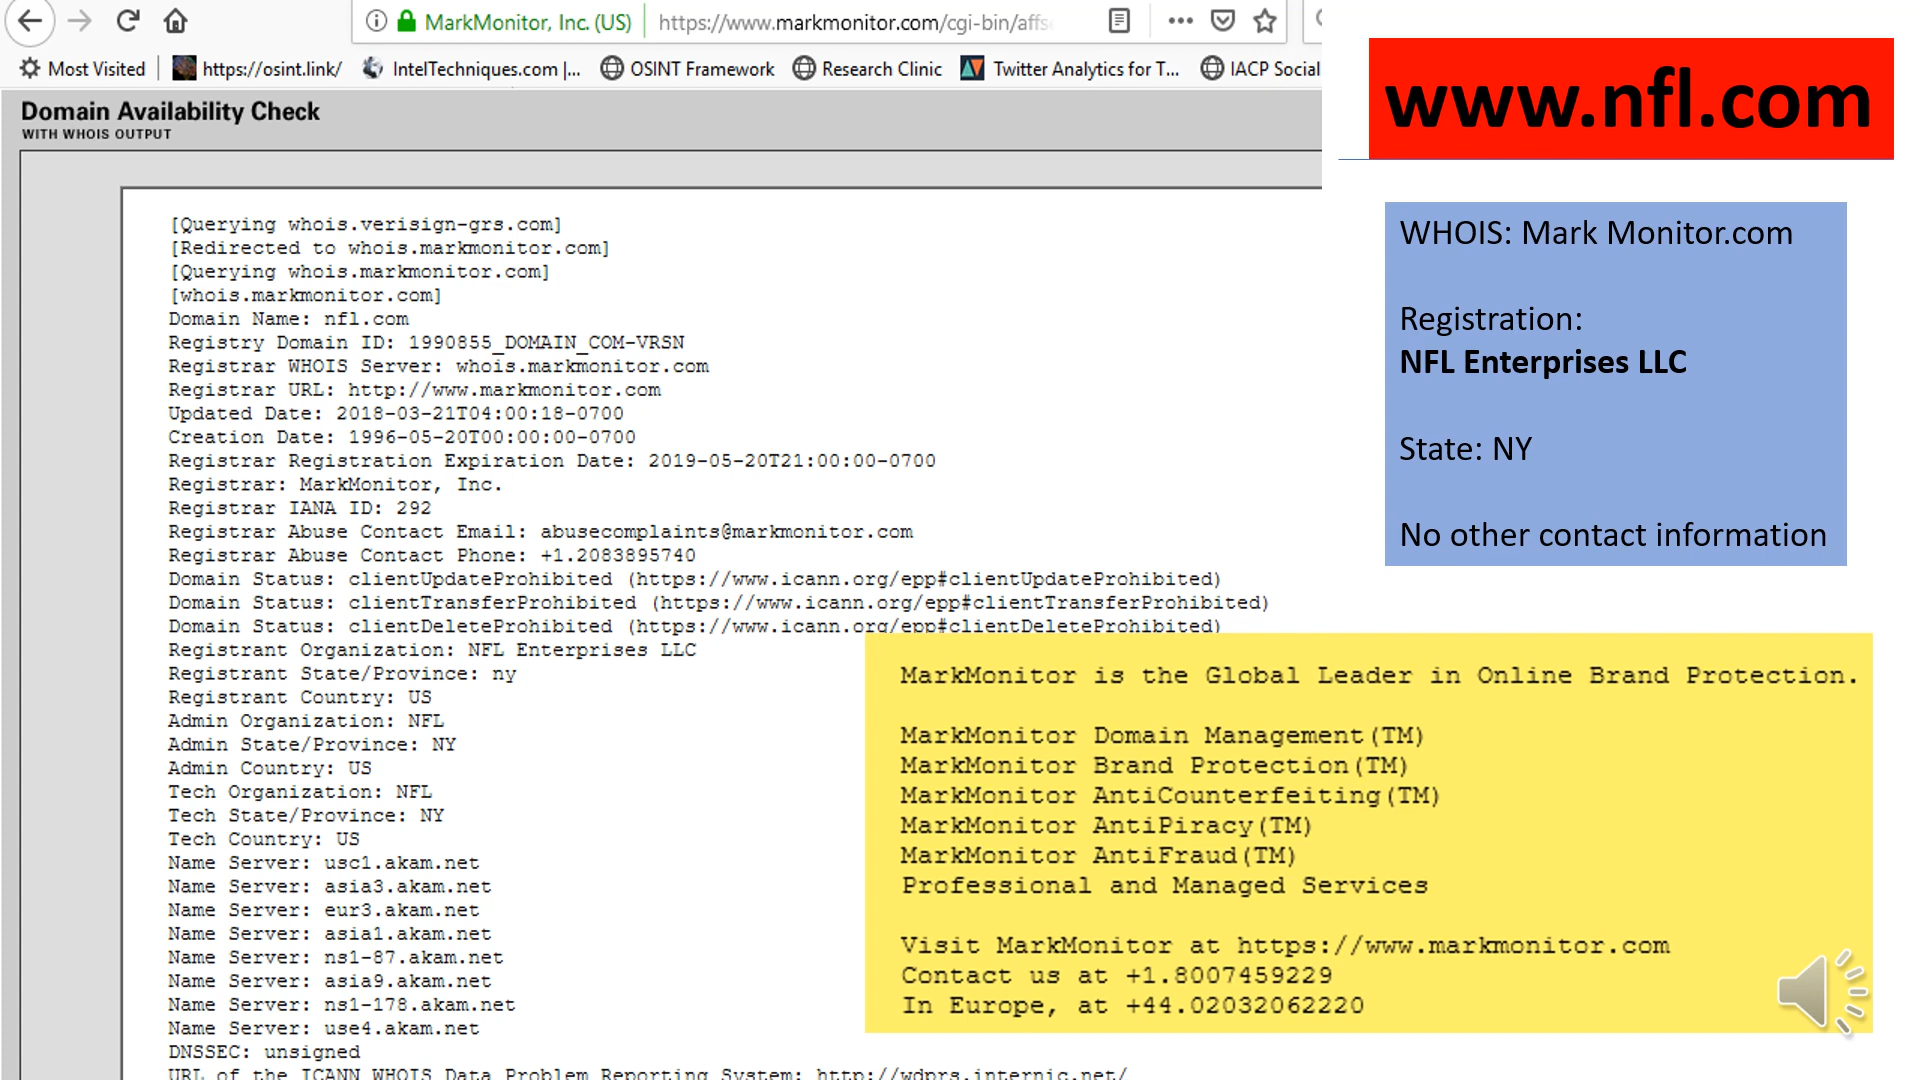 MarkMonitor, Inc. (US)
https://www.markmonitor.com/cgi-bin/affs
Most Visited
https://osint.link/
IntelTechniques.com |...
OSINT Framework
Research Clinic
Twitter Analytics for T...
IACP Social
Domain Availability Check
WITH WHOIS OUTPUT
[Querying whois.verisign-grs.com]
[Redirected to whois.markmonitor.com]
[Querying whois.markmonitor.com]
[whois.markmonitor.com]
Domain Name: nfl.com
Registry Domain ID: 1990855_DOMAIN_COM-VRSN
Registrar WHOIS Server: whois.markmonitor.com
Registrar URL: http://www.markmonitor.com
Updated Date: 2018-03-21T04:00:18-0700
Creation Date: 1996-05-20T00:00:00-0700
Registrar Registration Expiration Date: 2019-05-20T21:00:00-0700
Registrar: MarkMonitor, Inc.
Registrar IANA ID: 292
Registrar Abuse Contact Email: abusecomplaints@markmonitor.com
Registrar Abuse Contact Phone: +1.2083895740
Domain Status: clientUpdateProhibited (https://www.icann.org/epp#clientUpdateProhibited)
Domain Status: clientTransferProhibited (https://www.icann.org/epp#clientTransferProhibited)
Domain Status: clientDeleteProhibited (https://www.icann.org/epp#clientDeleteProhibited)
Registrant Organization: NFL Enterprises LLC
Registrant State/Province: ny
Registrant Country: US
Admin Organization: NFL
Admin State/Province: NY
Admin Country: US
Tech Organization: NFL
Tech State/Province: NY
Tech Country: US
Name Server: usc1.akam.net
Name Server: asia3.akam.net
Name Server: eur3.akam.net
Name Server: asia1.akam.net
Name Server: ns1-87.akam.net
Name Server: asia9.akam.net
Name Server: ns1-178.akam.net
Name Server: use4.akam.net
DNSSEC: unsigned
URL of the ICANN WHOIS Data Problem Reporting System: http://wdprs.internic.net/
www.nfl.com
WHOIS: Mark Monitor.com
Registration:
NFL Enterprises LLC
State: NY
No other contact information
MarkMonitor is the Global Leader in Online Brand Protection.
MarkMonitor Domain Management(TM)
MarkMonitor Brand Protection(TM)
MarkMonitor AntiCounterfeiting(TM)
MarkMonitor AntiPiracy(TM)
MarkMonitor AntiFraud(TM)
Professional and Managed Services
Visit MarkMonitor at https://www.markmonitor.com
Contact us at +1.8007459229
In Europe, at +44.02032062220